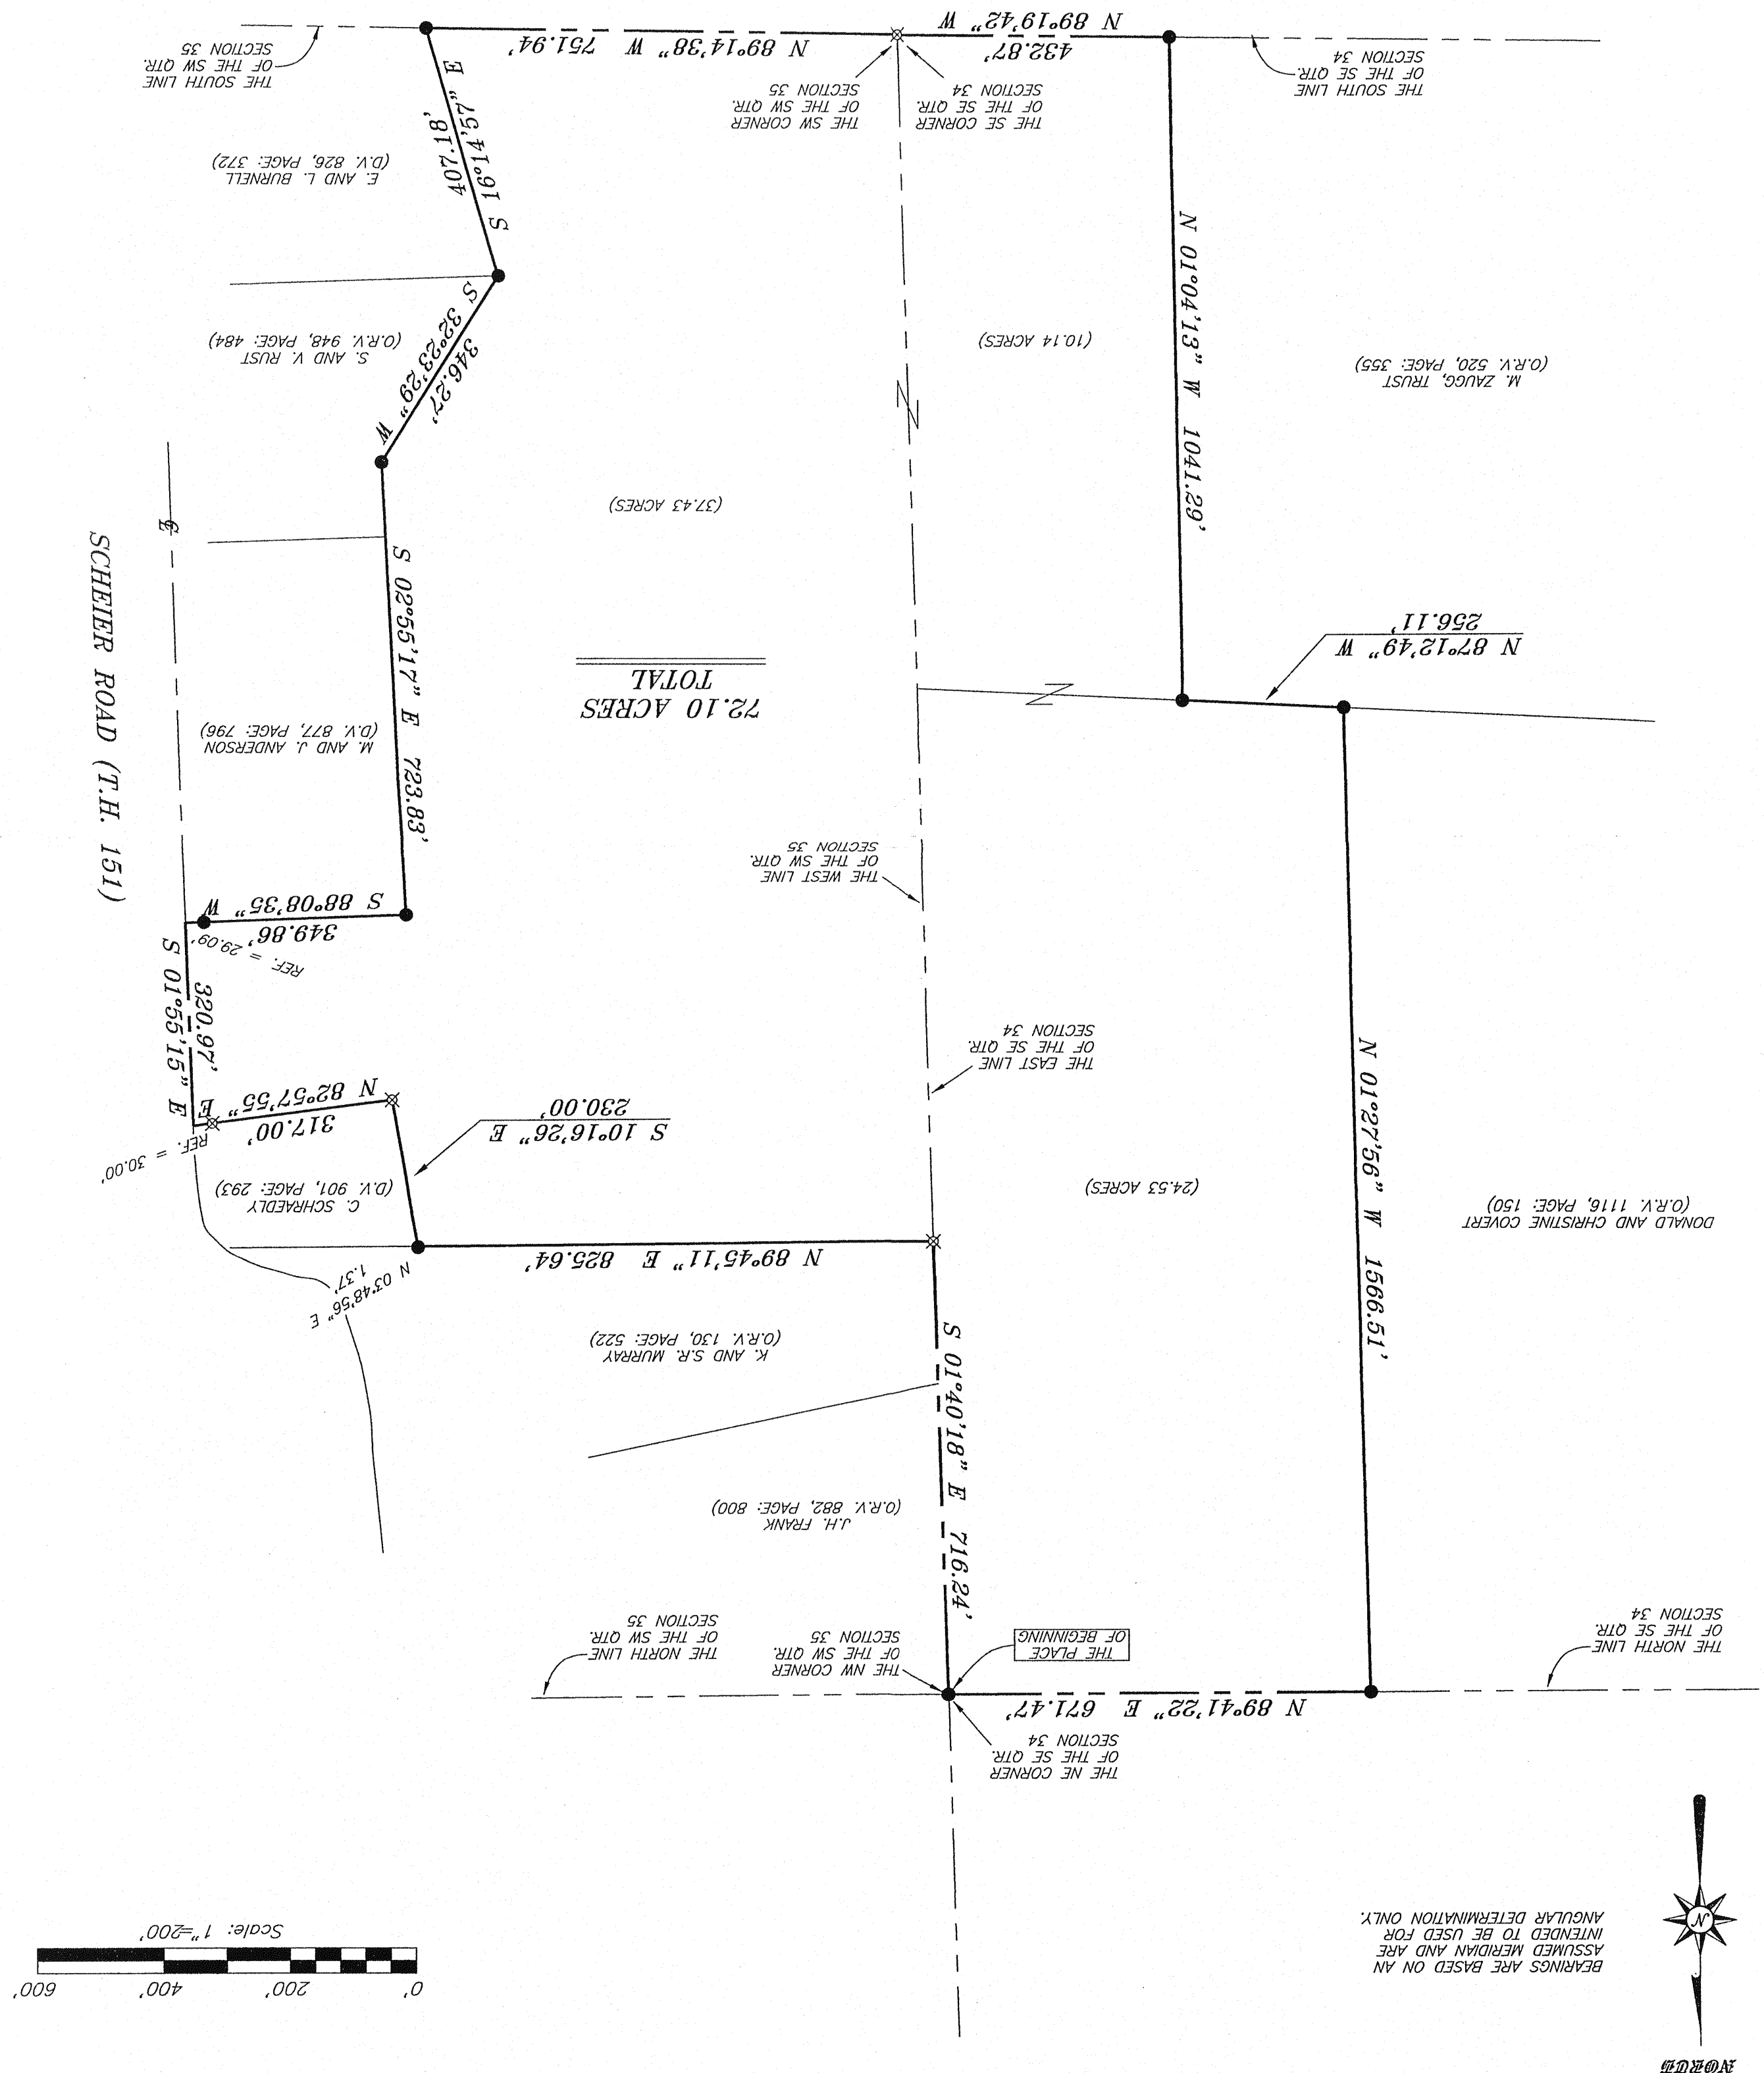 NORTH
N
BEARINGS ARE BASED ON AN
ASSUMED MERIDIAN AND ARE
INTENDED TO BE USED FOR
ANGULAR DETERMINATION ONLY.
0' 200' 400' 600'
Scale: 1"=200'
THE NE CORNER
OF THE SE QTR.
SECTION 34
N 89°41'22" E 671.47'
THE NORTH LINE
OF THE SE QTR.
SECTION 34
THE PLACE
OF BEGINNING
THE NW CORNER
OF THE SW QTR.
SECTION 35
THE NORTH LINE
OF THE SW QTR.
SECTION 35
S 01°40'18" E 716.24'
J.H. FRANK
(O.R.V. 882, PAGE: 800)
K. AND S.R. MURRAY
(O.R.V. 130, PAGE: 522)
N 03°48'56" E
1.37'
N 89°45'11" E 825.64'
DONALD AND CHRISTINE COVERT
(O.R.V. 1116, PAGE: 150)
N 01°27'56" W 1566.51'
(24.53 ACRES)
C. SCHRAEDLY
(D.V. 901, PAGE: 293)
S 10°16'26" E
230.00'
REF. = 30.00'
317.00'
N 82°57'55" E
THE EAST LINE
OF THE SE QTR.
SECTION 34
S 01°55'15" E
320.97'
REF. = 29.09'
349.86'
S 88°08'35" W
THE WEST LINE
OF THE SW QTR.
SECTION 35
SCHEIER ROAD (T.H. 151)
M. AND J. ANDERSON
(D.V. 877, PAGE: 796)
S 02°55'17" E 723.83'
72.10 ACRES
TOTAL
N 87°12'49" W
256.11'
(37.43 ACRES)
M. ZAUGG, TRUST
(O.R.V. 520, PAGE: 355)
N 01°04'13" W 1041.29'
(10.14 ACRES)
346.27'
S 32°23'29" W
S. AND V. RUST
(O.R.V. 948, PAGE: 484)
E. AND L. BURNELL
(D.V. 826, PAGE: 372)
S 16°14'57" E
407.18'
THE SOUTH LINE
OF THE SE QTR.
SECTION 34
THE SE CORNER
OF THE SE QTR.
SECTION 34
THE SW CORNER
OF THE SW QTR.
SECTION 35
THE SOUTH LINE
OF THE SW QTR.
SECTION 35
432.87'
N 89°19'42" W
N 89°14'38" W 751.94'